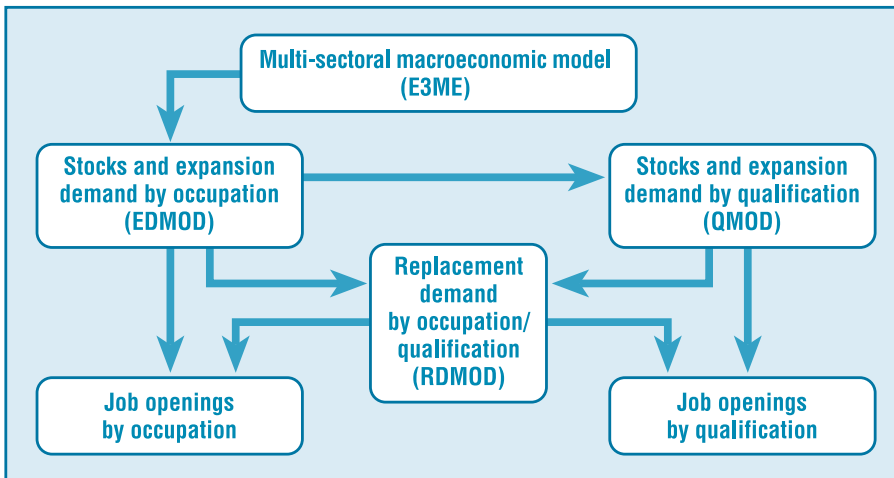 Multi-sectoral macroeconomic model
(E3ME)
Stocks and expansion
demand by occupation
(EDMOD)
Stocks and expansion
demand by qualification
(QMOD)
Replacement
demand
by occupation/
qualification
(RDMOD)
Job openings
by occupation
Job openings
by qualification